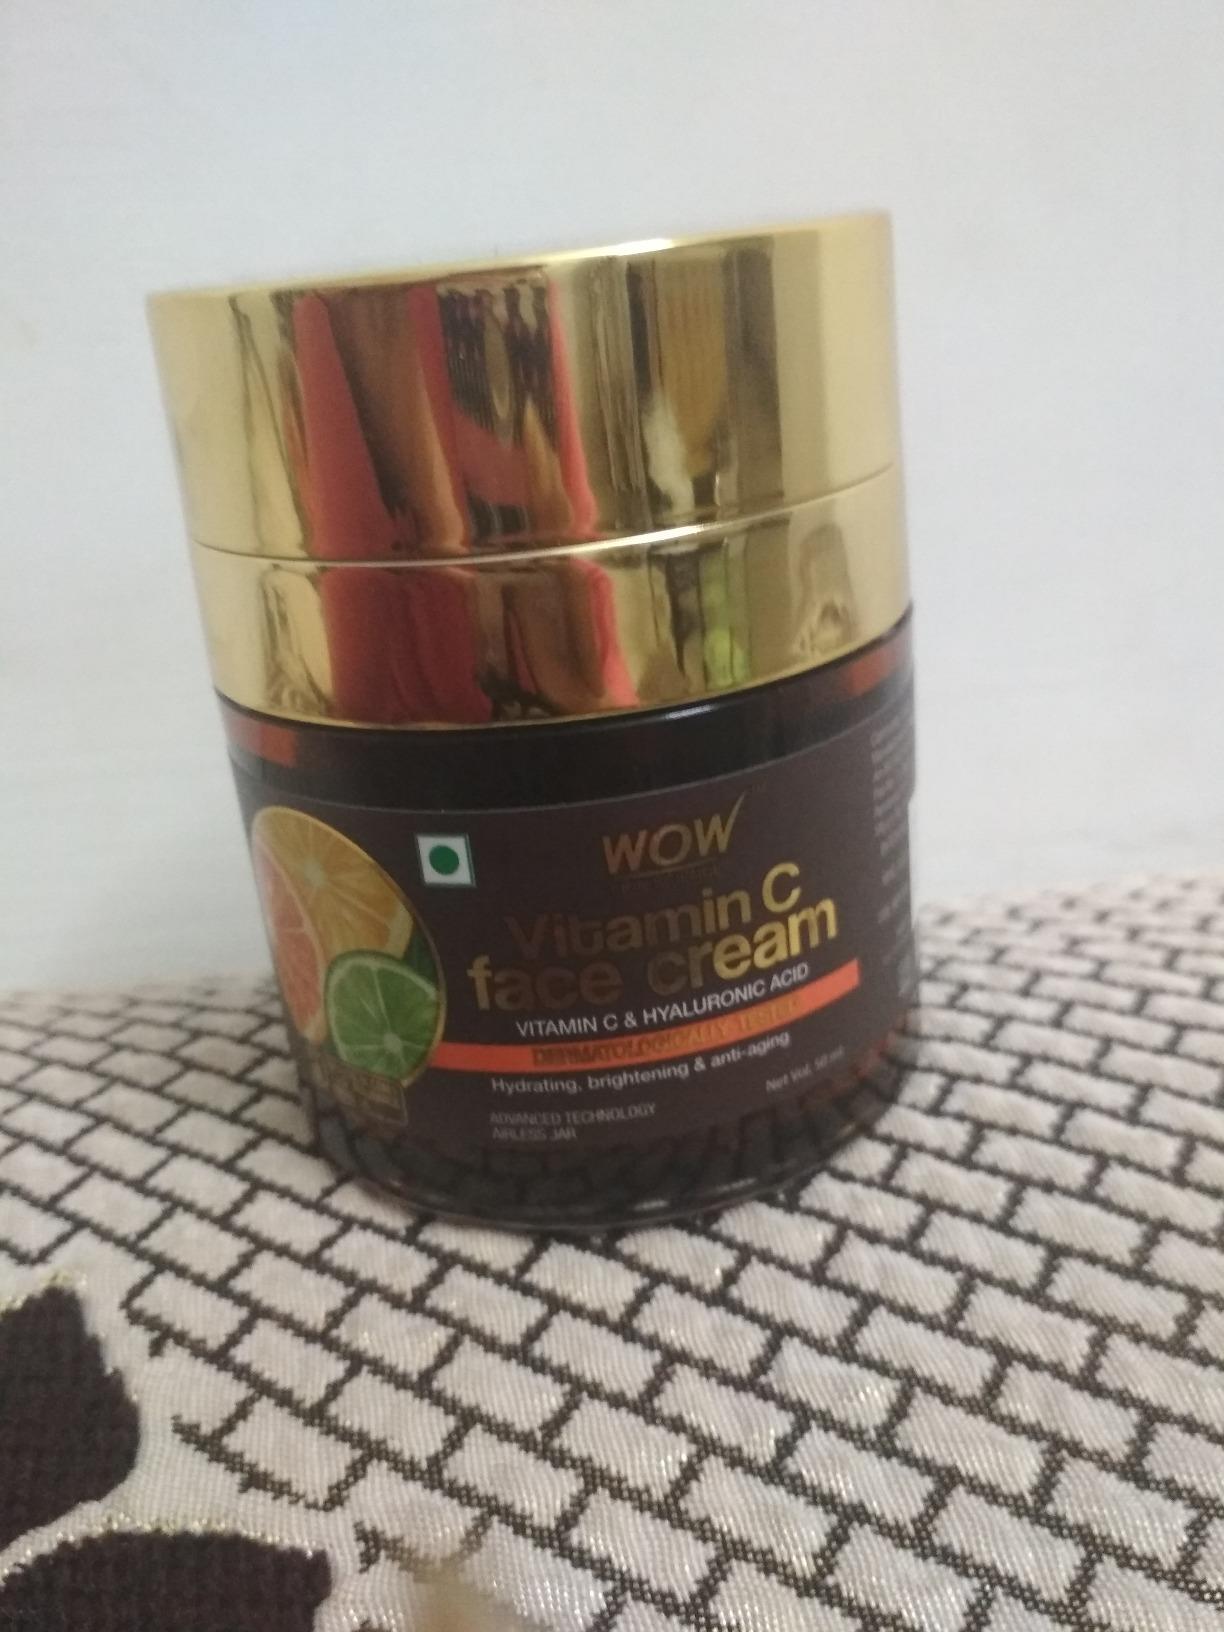 WOW
Vitamin C
face cream
VITAMIN C & HYALURONIC ACID
DERMATOLOGICALLY TESTED
Hydrating, brightening & anti-aging
Net Vol. 50 mL
ADVANCED TECHNOLOGY
AIRLESS JAR